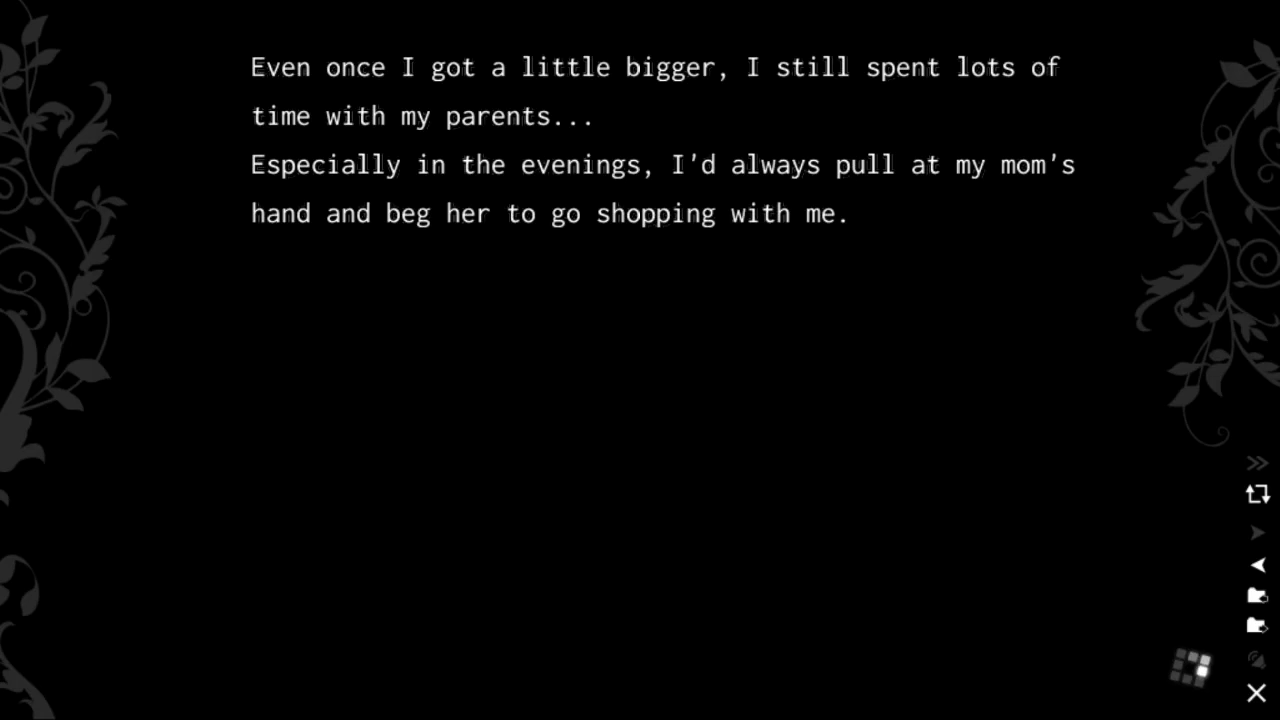 Even once I got a little bigger, I still spent lots of
time with my parents...
Especially in the evenings, I'd always pull at my mom's
hand and beg her to go shopping with me.